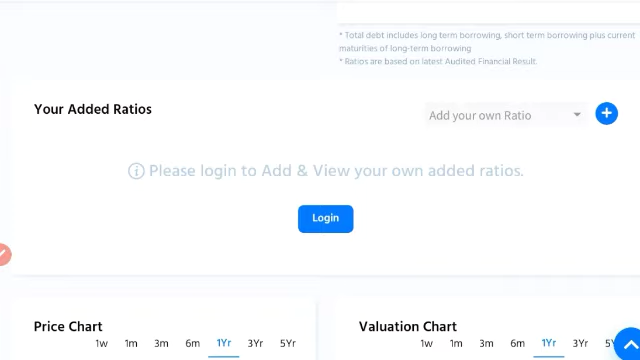 * Total debt includes long term borrowing, short term borrowing plus current
maturities of long-term borrowing
* Ratios are based on latest Audited Financial Result.
Your Added Ratios
Add your own Ratio
Please login to Add & View your own added ratios.
Login
Price Chart
1w 1m 3m 6m 1Yr 3Yr 5Yr
Valuation Chart
1w 1m 3m 6m 1Yr 3Yr